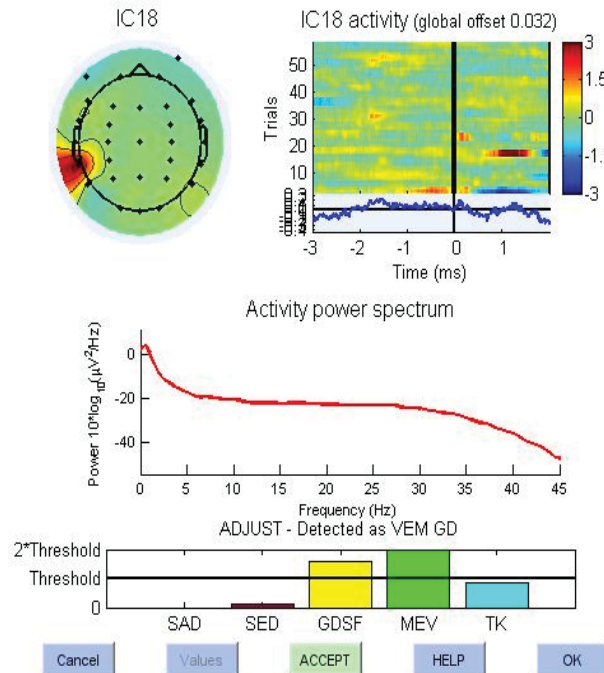 IC18
IC18 activity (global offset 0.032)
Trials
50
40
30
20
10
3
1.5
0
-1.5
-3
-3 -2 -1 0 1
Time (ms)
Activity power spectrum
Power 10*log10(µV²/Hz)
0
-20
-40
0 5 10 15 20 25 30 35 40 45
Frequency (Hz)
ADJUST - Detected as VEM GD
2*Threshold
Threshold
0
SAD SED GDSF MEV TK
Cancel Values ACCEPT HELP OK